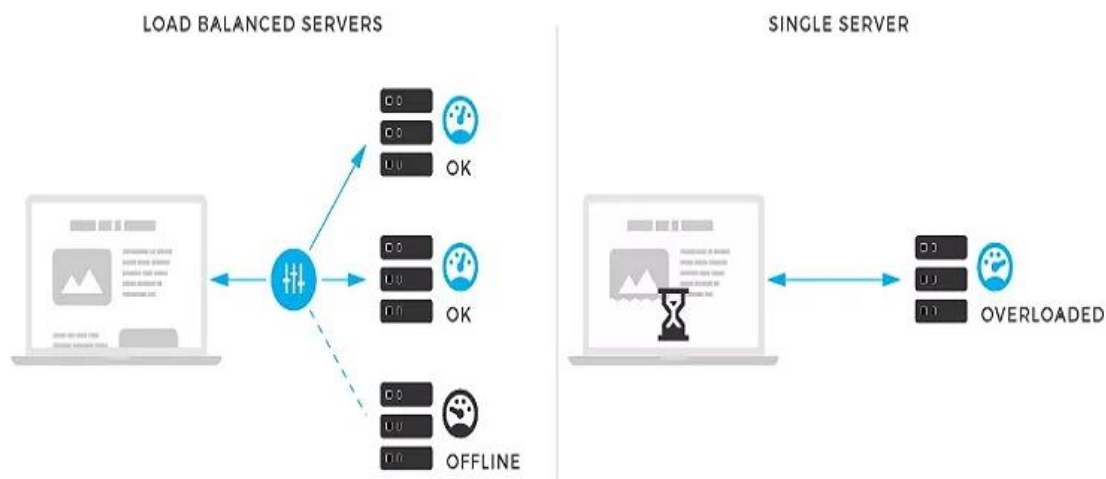 LOAD BALANCED SERVERS
OK
OK
OFFLINE
SINGLE SERVER
OVERLOADED